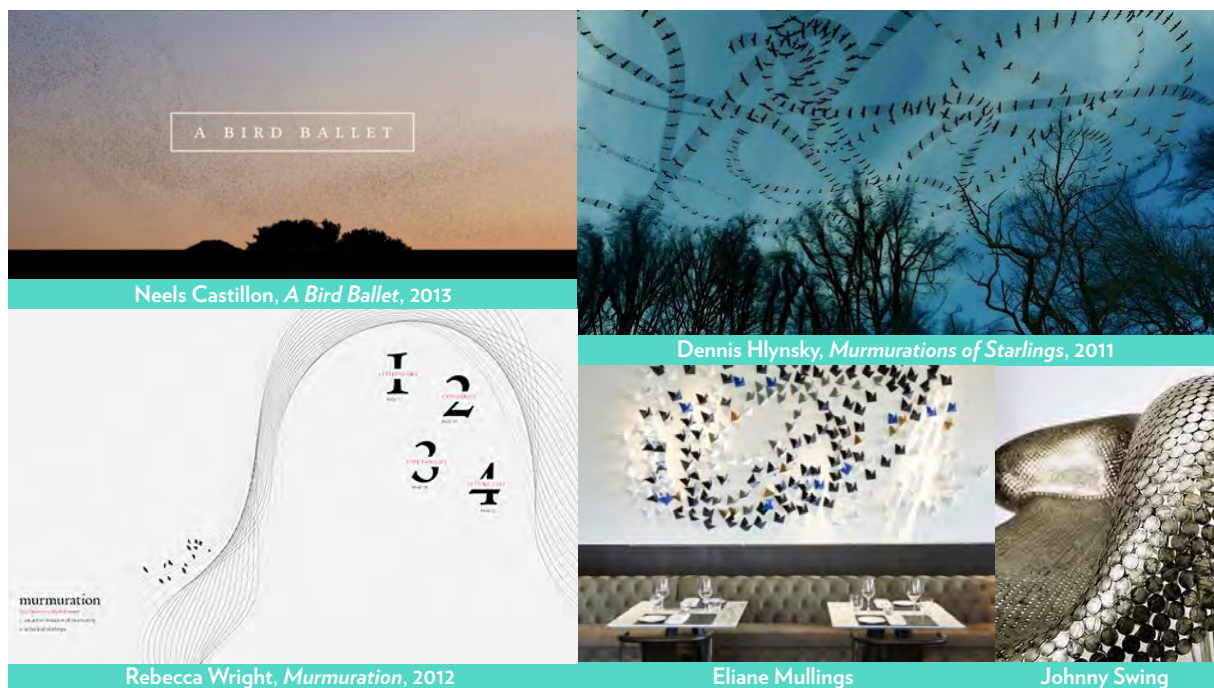 A BIRD BALLET
Neels Castillon, A Bird Ballet, 2013
Dennis Hlynsky, Murmurations of Starlings, 2011
1
2
3
4
murmuration
Rebecca Wright, Murmuration, 2012
Eliane Mullings
Johnny Swing